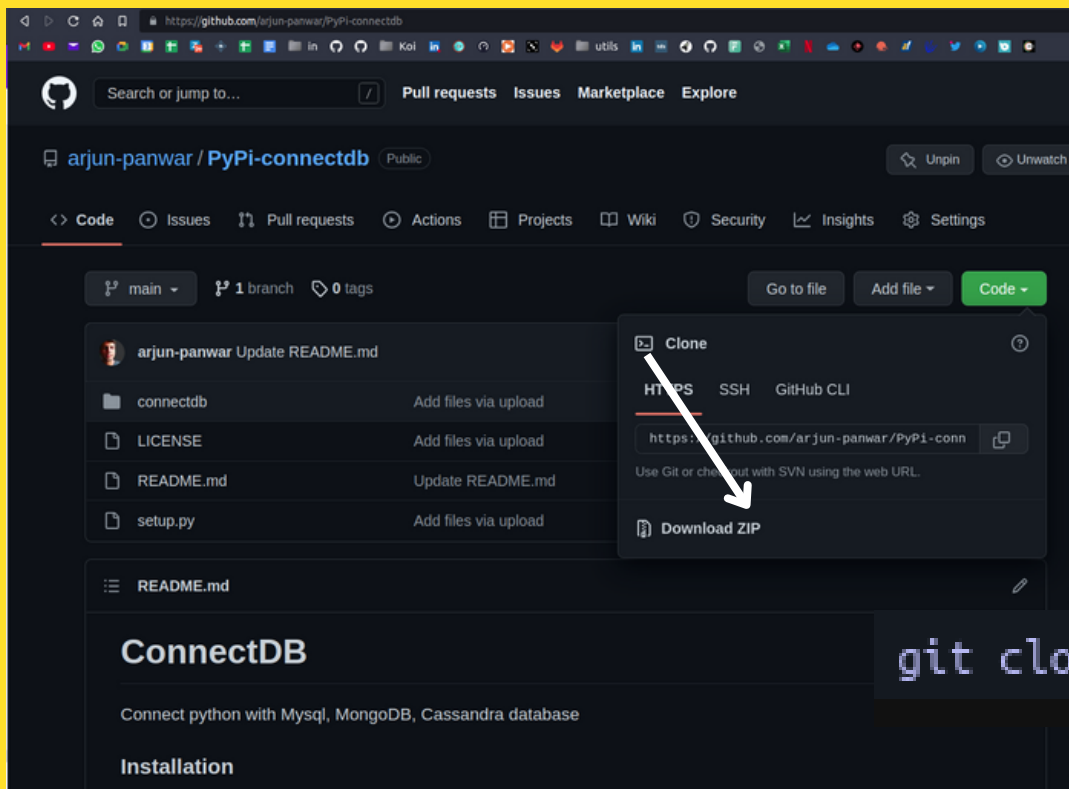 https://github.com/arjun-panwar/PyPi-connectdb
in Koi utils
Search or jump to... / Pull requests Issues Marketplace Explore
arjun-panwar / PyPi-connectdb Public Unpin Unwatch
Code Issues Pull requests Actions Projects Wiki Security Insights Settings
main 1 branch 0 tags Go to file Add file Code
arjun-panwar Update README.md
connectdb Add files via upload
LICENSE Add files via upload
README.md Update README.md
setup.py Add files via upload
Clone
HTTPS SSH GitHub CLI
https://github.com/arjun-panwar/PyPi-conn
Use Git or checkout with SVN using the web URL.
Download ZIP
README.md
ConnectDB
git clo
Connect python with Mysql, MongoDB, Cassandra database
Installation